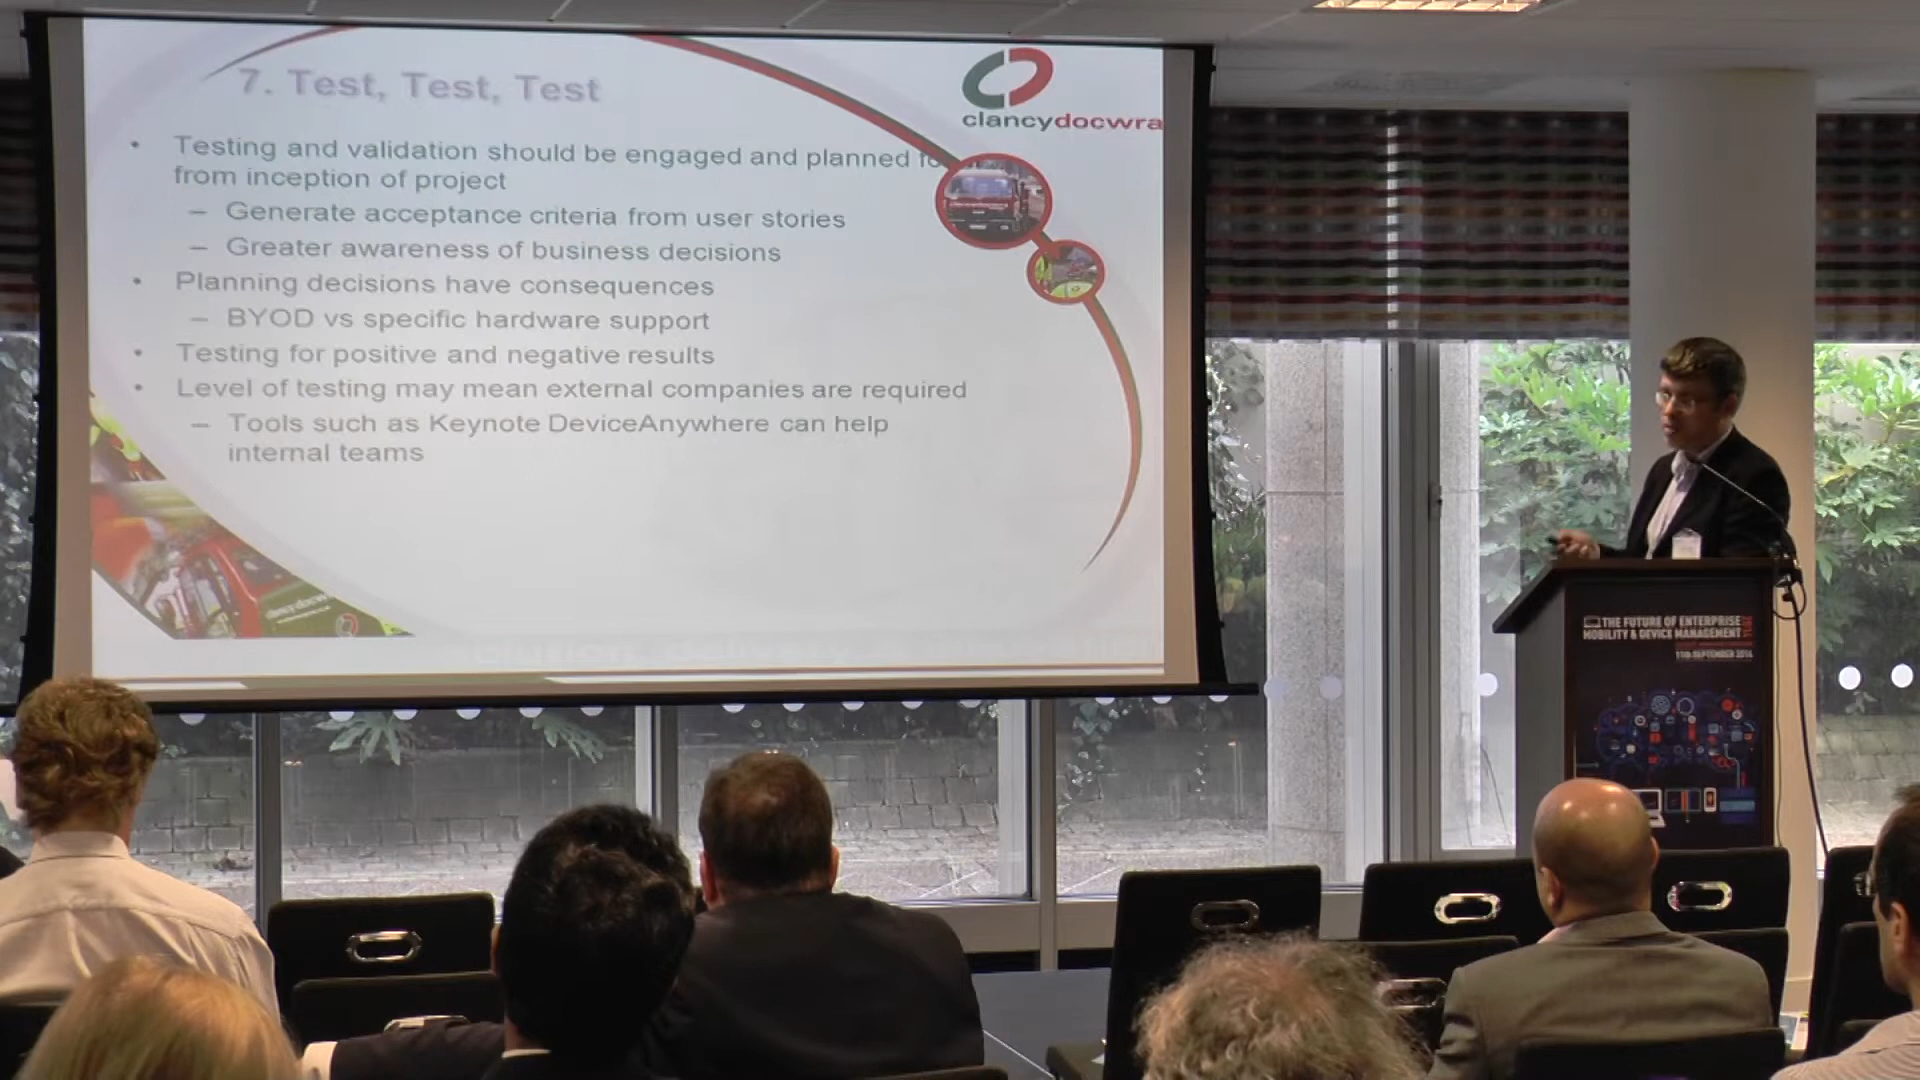 7. Test, Test, Test
clancydocwra
Testing and validation should be engaged and planned
from inception of project
– Generate acceptance criteria from user stories
– Greater awareness of business decisions
Planning decisions have consequences
– BYOD vs specific hardware support
Testing for positive and negative results
Level of testing may mean external companies are required
– Tools such as Keynote DeviceAnywhere can help
internal teams
THE FUTURE OF ENTERPRISE
MOBILITY & DEVICE MANAGEMENT
11TH SEPTEMBER 2014